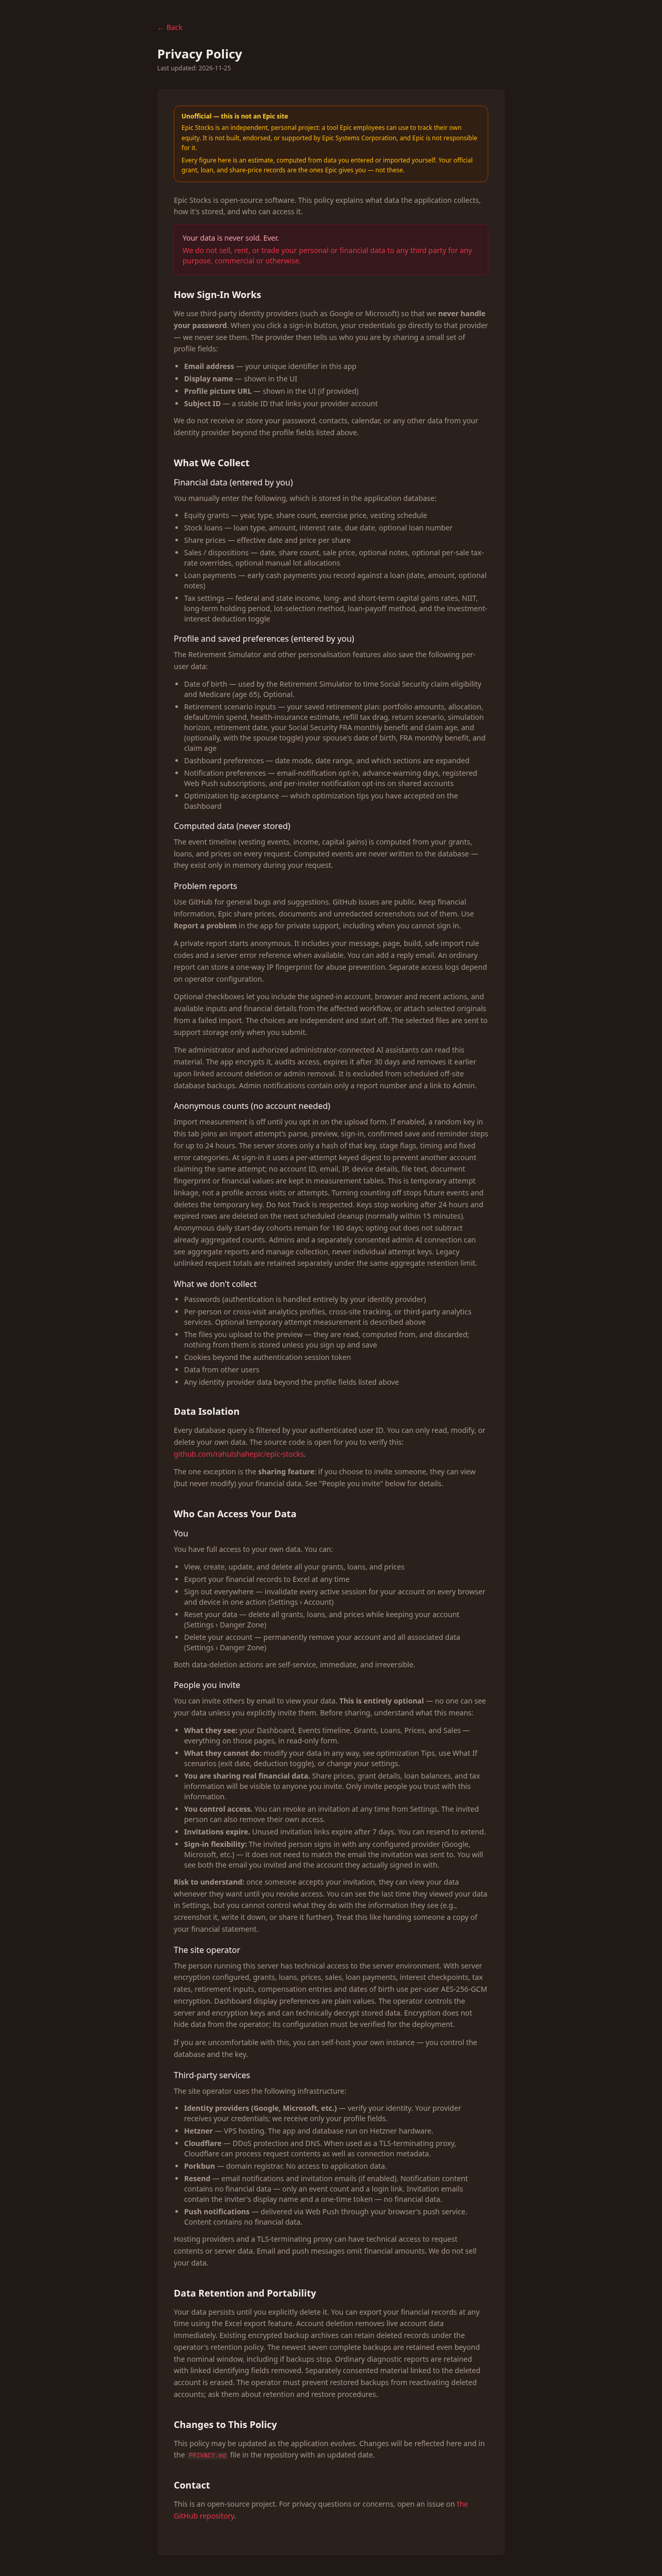 ← Back
Privacy Policy
Last updated: 2026-11-25
Unofficial — this is not an Epic site
Epic Stocks is an independent, personal project: a tool Epic employees can use to track their own
equity. It is not built, endorsed, or supported by Epic Systems Corporation, and Epic is not responsible
for it.
Every figure here is an estimate, computed from data you entered or imported yourself. Your official
grant, loan, and share-price records are the ones Epic gives you — not these.
Epic Stocks is open-source software. This policy explains what data the application collects,
how it's stored, and who can access it.
Your data is never sold. Ever.
We do not sell, rent, or trade your personal or financial data to any third party for any
purpose, commercial or otherwise.
How Sign-In Works
We use third-party identity providers (such as Google or Microsoft) so that we never handle
your password. When you click a sign-in button, your credentials go directly to that provider
— we never see them. The provider then tells us who you are by sharing a small set of
profile fields:
• Email address — your unique identifier in this app
• Display name — shown in the UI
• Profile picture URL — shown in the UI (if provided)
• Subject ID — a stable ID that links your provider account
We do not receive or store your password, contacts, calendar, or any other data from your
identity provider beyond the profile fields listed above.
What We Collect
Financial data (entered by you)
You manually enter the following, which is stored in the application database:
• Equity grants — year, type, share count, exercise price, vesting schedule
• Stock loans — loan type, amount, interest rate, due date, optional loan number
• Share prices — effective date and price per share
• Sales / dispositions — date, share count, sale price, optional notes, optional per-sale tax-
rate overrides, optional manual lot allocations
• Loan payments — early cash payments you record against a loan (date, amount, optional
notes)
• Tax settings — federal and state income, long- and short-term capital gains rates, NIIT,
long-term holding period, lot-selection method, loan-payoff method, and the investment-
interest deduction toggle
Profile and saved preferences (entered by you)
The Retirement Simulator and other personalisation features also save the following per-
user data:
• Date of birth — used by the Retirement Simulator to time Social Security claim eligibility
and Medicare (age 65). Optional.
• Retirement scenario inputs — your saved retirement plan: portfolio amounts, allocation,
default/min spend, health-insurance estimate, refill tax drag, return scenario, simulation
horizon, retirement date, your Social Security FRA monthly benefit and claim age, and
(optionally, with the spouse toggle) your spouse's date of birth, FRA monthly benefit, and
claim age
• Dashboard preferences — date mode, date range, and which sections are expanded
• Notification preferences — email-notification opt-in, advance-warning days, registered
Web Push subscriptions, and per-inviter notification opt-ins on shared accounts
• Optimization tip acceptance — which optimization tips you have accepted on the
Dashboard
Computed data (never stored)
The event timeline (vesting events, income, capital gains) is computed from your grants,
loans, and prices on every request. Computed events are never written to the database —
they exist only in memory during your request.
Problem reports
Use GitHub for general bugs and suggestions. GitHub issues are public. Keep financial
information, Epic share prices, documents and unredacted screenshots out of them. Use
Report a problem in the app for private support, including when you cannot sign in.
A private report starts anonymous. It includes your message, page, build, safe import rule
codes and a server error reference when available. You can add a reply email. An ordinary
report can store a one-way IP fingerprint for abuse prevention. Separate access logs depend
on operator configuration.
Optional checkboxes let you include the signed-in account, browser and recent actions, and
available inputs and financial details from the affected workflow, or attach selected originals
from a failed import. The choices are independent and start off. The selected files are sent to
support storage only when you submit.
The administrator and authorized administrator-connected AI assistants can read this
material. The app encrypts it, audits access, expires it after 30 days and removes it earlier
upon linked account deletion or admin removal. It is excluded from scheduled off-site
database backups. Admin notifications contain only a report number and a link to Admin.
Anonymous counts (no account needed)
Import measurement is off until you opt in on the upload form. If enabled, a random key in
this tab joins an import attempt's parse, preview, sign-in, confirmed save and reminder steps
for up to 24 hours. The server stores only a hash of that key, stage flags, timing and fixed
error categories. At sign-in it uses a per-attempt keyed digest to prevent another account
claiming the same attempt; no account ID, email, IP, device details, file text, document
fingerprint or financial values are kept in measurement tables. This is temporary attempt
linkage, not a profile across visits or attempts. Turning counting off stops future events and
deletes the temporary key. Do Not Track is respected. Keys stop working after 24 hours and
expired rows are deleted on the next scheduled cleanup (normally within 15 minutes).
Anonymous daily start-day cohorts remain for 180 days; opting out does not subtract
already aggregated counts. Admins and a separately consented admin AI connection can
see aggregate reports and manage collection, never individual attempt keys. Legacy
unlinked request totals are retained separately under the same aggregate retention limit.
What we don't collect
• Passwords (authentication is handled entirely by your identity provider)
• Per-person or cross-visit analytics profiles, cross-site tracking, or third-party analytics
services. Optional temporary attempt measurement is described above
• The files you upload to the preview — they are read, computed from, and discarded;
nothing from them is stored unless you sign up and save
• Cookies beyond the authentication session token
• Data from other users
• Any identity provider data beyond the profile fields listed above
Data Isolation
Every database query is filtered by your authenticated user ID. You can only read, modify, or
delete your own data. The source code is open for you to verify this:
github.com/rahulshahepic/epic-stocks.
The one exception is the sharing feature: if you choose to invite someone, they can view
(but never modify) your financial data. See "People you invite" below for details.
Who Can Access Your Data
You
You have full access to your own data. You can:
• View, create, update, and delete all your grants, loans, and prices
• Export your financial records to Excel at any time
• Sign out everywhere — invalidate every active session for your account on every browser
and device in one action (Settings › Account)
• Reset your data — delete all grants, loans, and prices while keeping your account
(Settings › Danger Zone)
• Delete your account — permanently remove your account and all associated data
(Settings › Danger Zone)
Both data-deletion actions are self-service, immediate, and irreversible.
People you invite
You can invite others by email to view your data. This is entirely optional — no one can see
your data unless you explicitly invite them. Before sharing, understand what this means:
• What they see: your Dashboard, Events timeline, Grants, Loans, Prices, and Sales —
everything on those pages, in read-only form.
• What they cannot do: modify your data in any way, see optimization Tips, use What If
scenarios (exit date, deduction toggle), or change your settings.
• You are sharing real financial data. Share prices, grant details, loan balances, and tax
information will be visible to anyone you invite. Only invite people you trust with this
information.
• You control access. You can revoke an invitation at any time from Settings. The invited
person can also remove their own access.
• Invitations expire. Unused invitation links expire after 7 days. You can resend to extend.
• Sign-in flexibility: The invited person signs in with any configured provider (Google,
Microsoft, etc.) — it does not need to match the email the invitation was sent to. You will
see both the email you invited and the account they actually signed in with.
Risk to understand: once someone accepts your invitation, they can view your data
whenever they want until you revoke access. You can see the last time they viewed your data
in Settings, but you cannot control what they do with the information they see (e.g.,
screenshot it, write it down, or share it further). Treat this like handing someone a copy of
your financial statement.
The site operator
The person running this server has technical access to the server environment. With server
encryption configured, grants, loans, prices, sales, loan payments, interest checkpoints, tax
rates, retirement inputs, compensation entries and dates of birth use per-user AES-256-GCM
encryption. Dashboard display preferences are plain values. The operator controls the
server and encryption keys and can technically decrypt stored data. Encryption does not
hide data from the operator; its configuration must be verified for the deployment.
If you are uncomfortable with this, you can self-host your own instance — you control the
database and the key.
Third-party services
The site operator uses the following infrastructure:
• Identity providers (Google, Microsoft, etc.) — verify your identity. Your provider
receives your credentials; we receive only your profile fields.
• Hetzner — VPS hosting. The app and database run on Hetzner hardware.
• Cloudflare — DDoS protection and DNS. When used as a TLS-terminating proxy,
Cloudflare can process request contents as well as connection metadata.
• Porkbun — domain registrar. No access to application data.
• Resend — email notifications and invitation emails (if enabled). Notification content
contains no financial data — only an event count and a login link. Invitation emails
contain the inviter's display name and a one-time token — no financial data.
• Push notifications — delivered via Web Push through your browser's push service.
Content contains no financial data.
Hosting providers and a TLS-terminating proxy can have technical access to request
contents or server data. Email and push messages omit financial amounts. We do not sell
your data.
Data Retention and Portability
Your data persists until you explicitly delete it. You can export your financial records at any
time using the Excel export feature. Account deletion removes live account data
immediately. Existing encrypted backup archives can retain deleted records under the
operator's retention policy. The newest seven complete backups are retained even beyond
the nominal window, including if backups stop. Ordinary diagnostic reports are retained
with linked identifying fields removed. Separately consented material linked to the deleted
account is erased. The operator must prevent restored backups from reactivating deleted
accounts; ask them about retention and restore procedures.
Changes to This Policy
This policy may be updated as the application evolves. Changes will be reflected here and in
the PRIVACY.md file in the repository with an updated date.
Contact
This is an open-source project. For privacy questions or concerns, open an issue on the
GitHub repository.